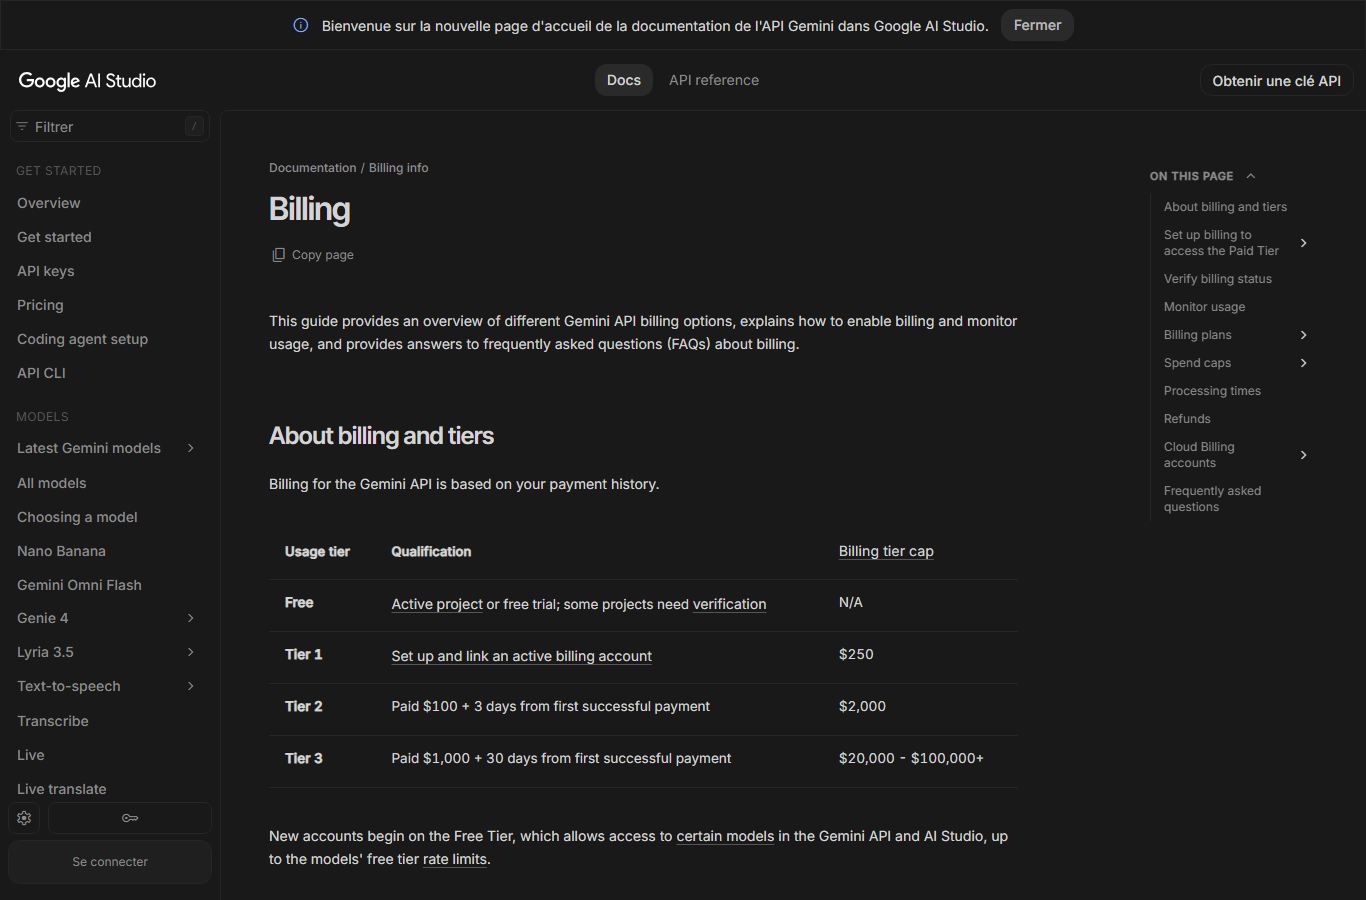 Bienvenue sur la nouvelle page d'accueil de la documentation de l'API Gemini dans Google AI Studio.
Fermer
Google AI Studio
Docs
API reference
Obtenir une clé API
Filtrer
/
GET STARTED
Overview
Get started
API keys
Pricing
Coding agent setup
API CLI
MODELS
Latest Gemini models
All models
Choosing a model
Nano Banana
Gemini Omni Flash
Genie 4
Lyria 3.5
Text-to-speech
Transcribe
Live
Live translate
Se connecter
Documentation / Billing info
Billing
Copy page
This guide provides an overview of different Gemini API billing options, explains how to enable billing and monitor
usage, and provides answers to frequently asked questions (FAQs) about billing.
About billing and tiers
Billing for the Gemini API is based on your payment history.
Usage tier Qualification Billing tier cap
Free Active project or free trial; some projects need verification N/A
Tier 1 Set up and link an active billing account $250
Tier 2 Paid $100 + 3 days from first successful payment $2,000
Tier 3 Paid $1,000 + 30 days from first successful payment $20,000 - $100,000+
New accounts begin on the Free Tier, which allows access to certain models in the Gemini API and AI Studio, up
to the models' free tier rate limits.
ON THIS PAGE
About billing and tiers
Set up billing to
access the Paid Tier
Verify billing status
Monitor usage
Billing plans
Spend caps
Processing times
Refunds
Cloud Billing
accounts
Frequently asked
questions